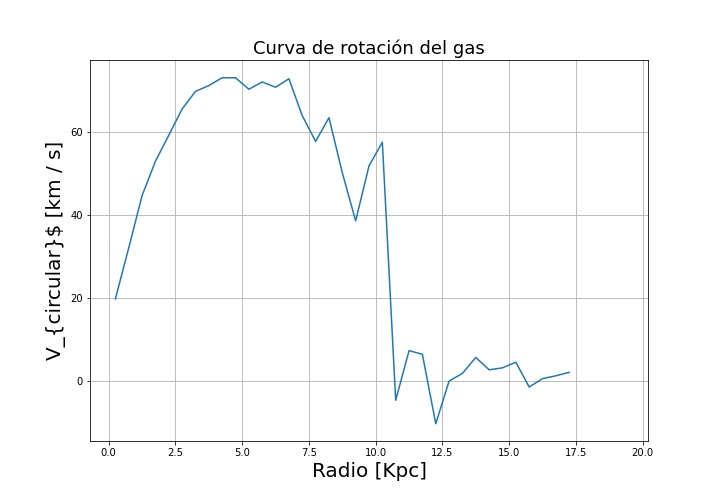 Curva de rotación del gas
V_{circular}$ [km / s]
60
40
20
0
0.0 2.5 5.0 7.5 10.0 12.5 15.0 17.5 20.0
Radio [Kpc]